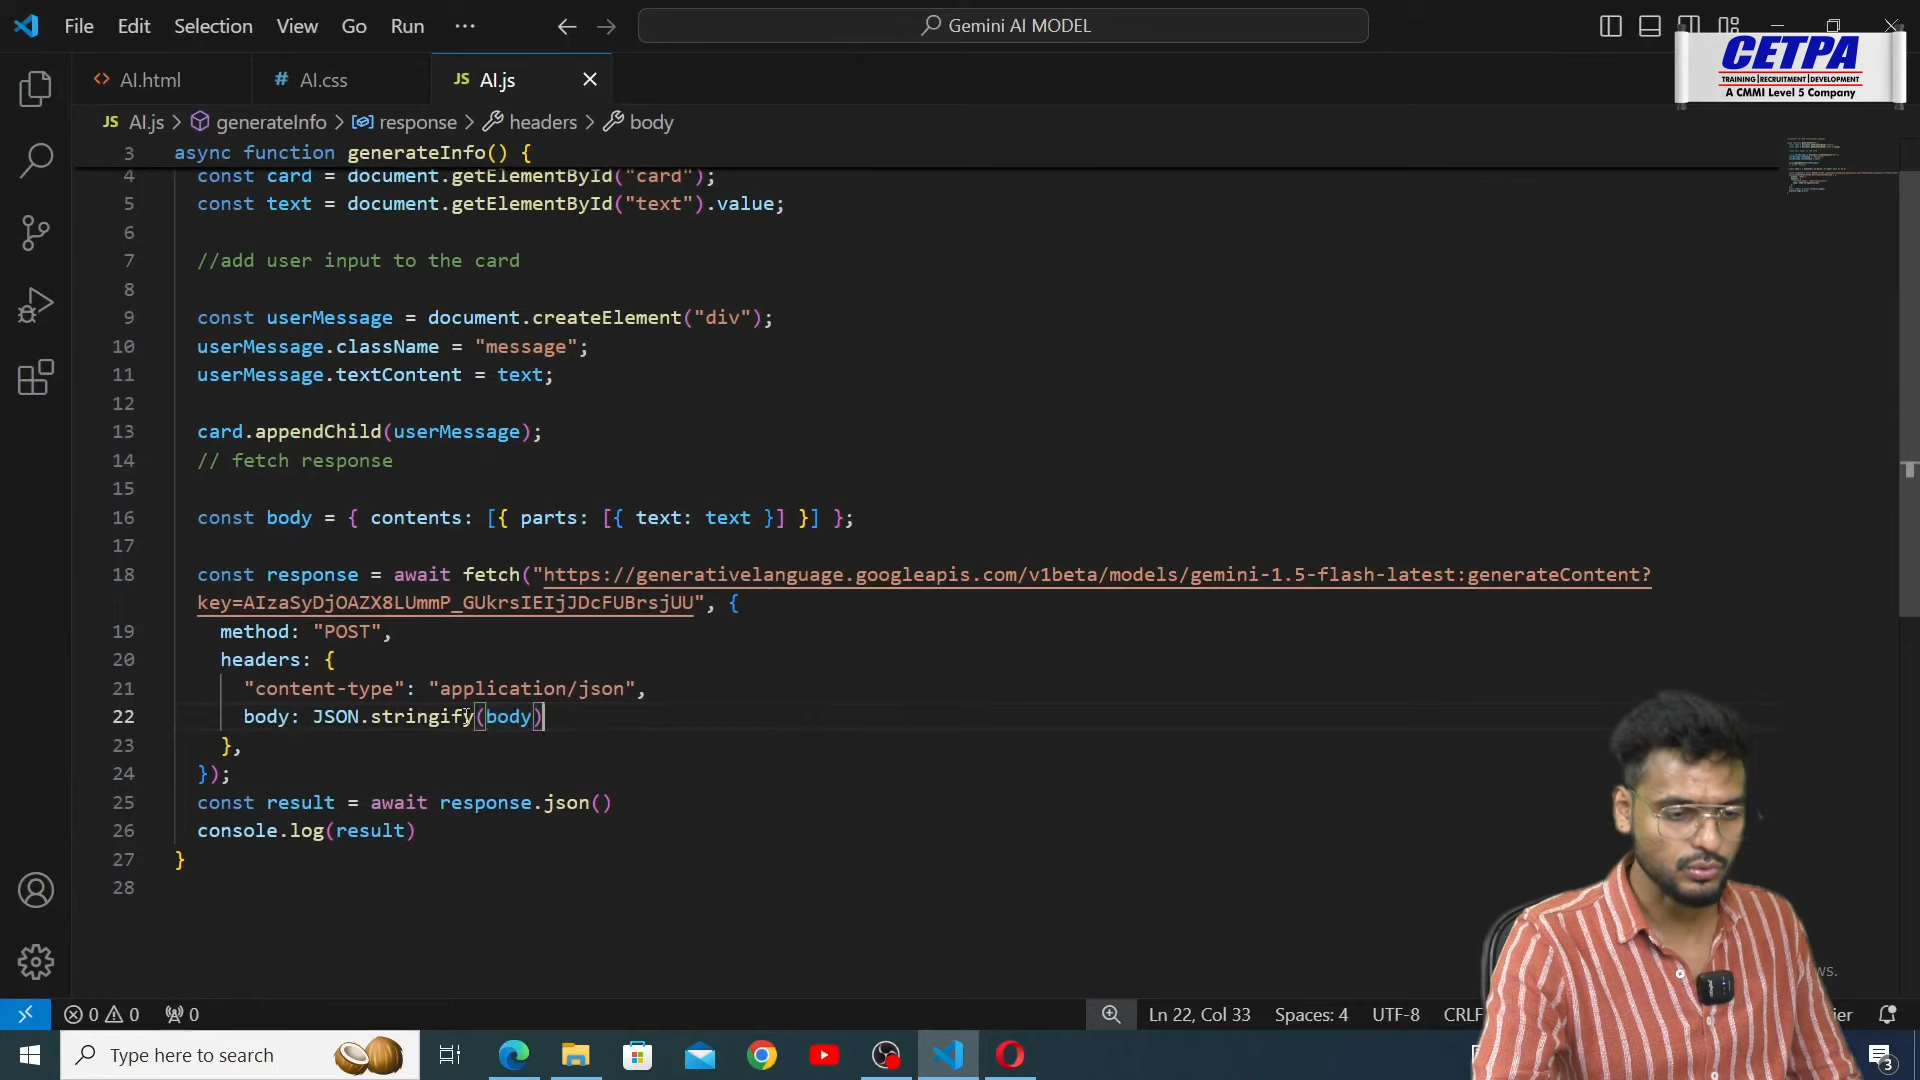 File Edit Selection View Go Run ··· Gemini AI MODEL
CETPA
TRAINING|RECRUITMENT|DEVELOPMENT
A CMMI Level 5 Company
AI.html AI.css JS AI.js
JS AI.js > generateInfo > response > headers > body
3 async function generateInfo() {
4 const card = document.getElementById("card");
5 const text = document.getElementById("text").value;
6
7 //add user input to the card
8
9 const userMessage = document.createElement("div");
10 userMessage.className = "message";
11 userMessage.textContent = text;
12
13 card.appendChild(userMessage);
14 // fetch response
15
16 const body = { contents: [{ parts: [{ text: text }] }] };
17
18 const response = await fetch("https://generativelanguage.googleapis.com/v1beta/models/gemini-1.5-flash-latest:generateContent?
key=AIzaSyDjOAZX8LUmmP_GUkrsIEIjJDcFUBrsjUU", {
19 method: "POST",
20 headers: {
21 "content-type": "application/json",
22 body: JSON.stringify(body)
23 },
24 });
25 const result = await response.json()
26 console.log(result)
27 }
28
0 0 0 Ln 22, Col 33 Spaces: 4 UTF-8 CRLF
Type here to search
3